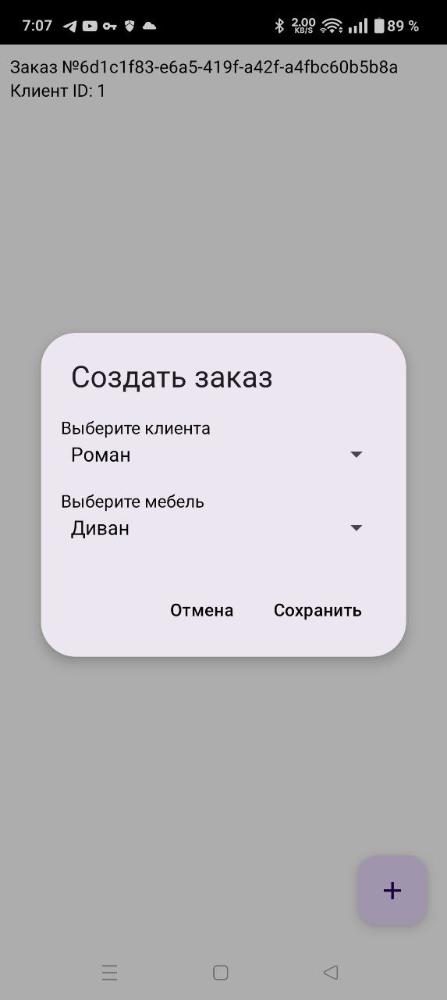 7:07 2.00 KB/S 89 %
Заказ №6d1c1f83-e6a5-419f-a42f-a4fbc60b5b8a
Клиент ID: 1
Создать заказ
Выберите клиента
Роман
Выберите мебель
Диван
Отмена Сохранить
+